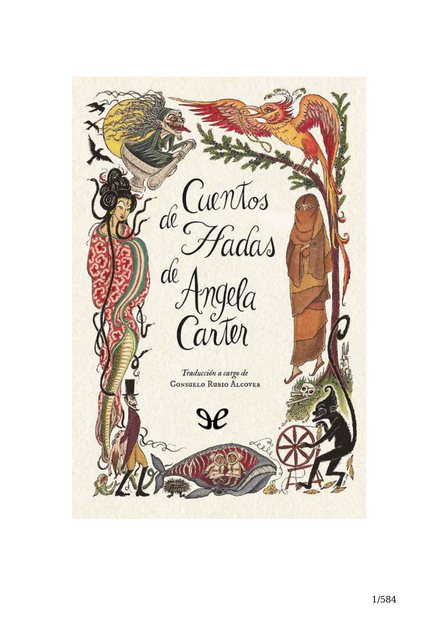 Cuentos
de Hadas
de Angela
Carter
Traducción a cargo de
Consuelo Rubio Alcover
1/584